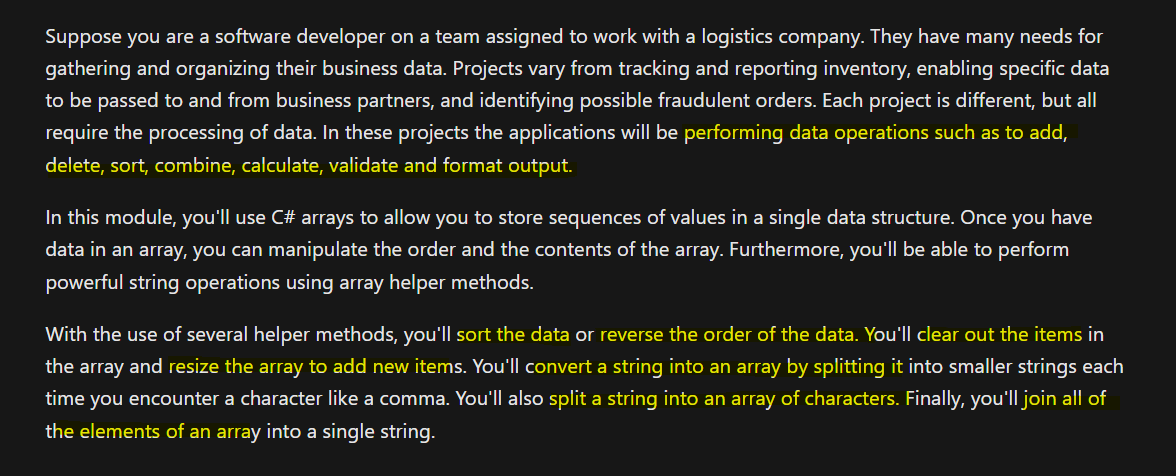 Suppose you are a software developer on a team assigned to work with a logistics company. They have many needs for
gathering and organizing their business data. Projects vary from tracking and reporting inventory, enabling specific data
to be passed to and from business partners, and identifying possible fraudulent orders. Each project is different, but all
require the processing of data. In these projects the applications will be performing data operations such as to add,
delete, sort, combine, calculate, validate and format output.
In this module, you'll use C# arrays to allow you to store sequences of values in a single data structure. Once you have
data in an array, you can manipulate the order and the contents of the array. Furthermore, you'll be able to perform
powerful string operations using array helper methods.
With the use of several helper methods, you'll sort the data or reverse the order of the data. You'll clear out the items in
the array and resize the array to add new items. You'll convert a string into an array by splitting it into smaller strings each
time you encounter a character like a comma. You'll also split a string into an array of characters. Finally, you'll join all of
the elements of an array into a single string.